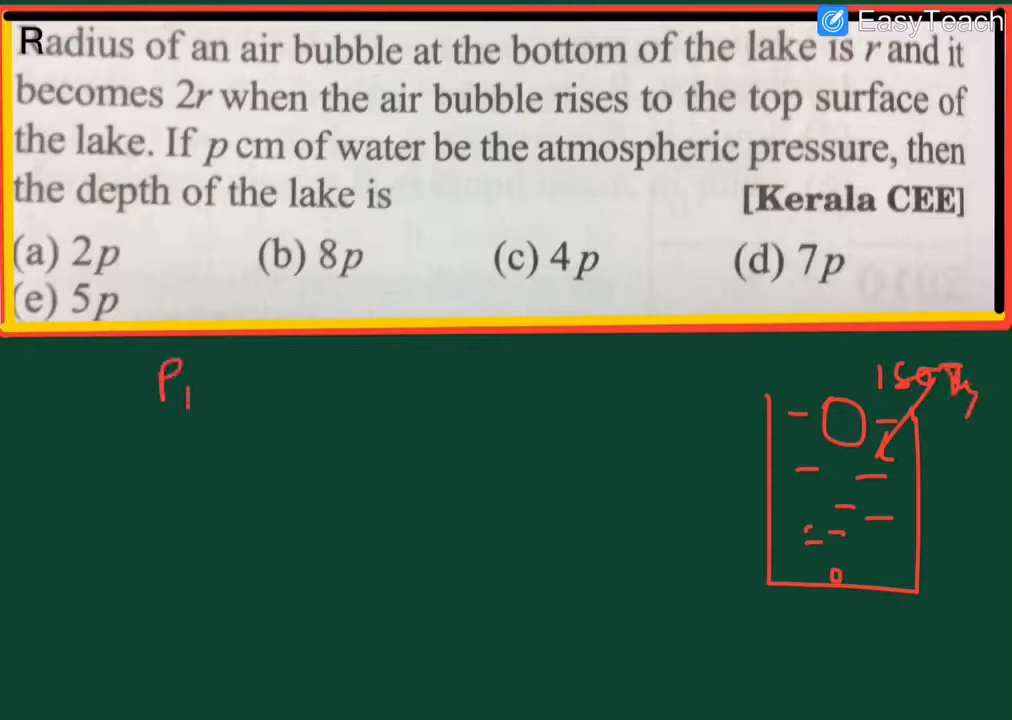 EasyTeach
Radius of an air bubble at the bottom of the lake is r and it
becomes 2r when the air bubble rises to the top surface of
the lake. If p cm of water be the atmospheric pressure, then
the depth of the lake is [Kerala CEE]
(a) 2p (b) 8p (c) 4p (d) 7p
(e) 5p
P1